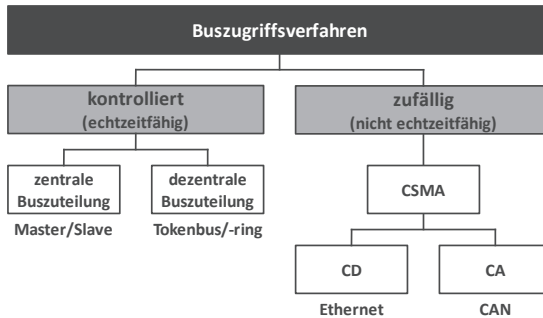 Buszugriffsverfahren
kontrolliert
(echtzeitfähig)
zufällig
(nicht echtzeitfähig)
zentrale
Buszuteilung
dezentrale
Buszuteilung
CSMA
Master/Slave
Tokenbus/-ring
CD
CA
Ethernet
CAN